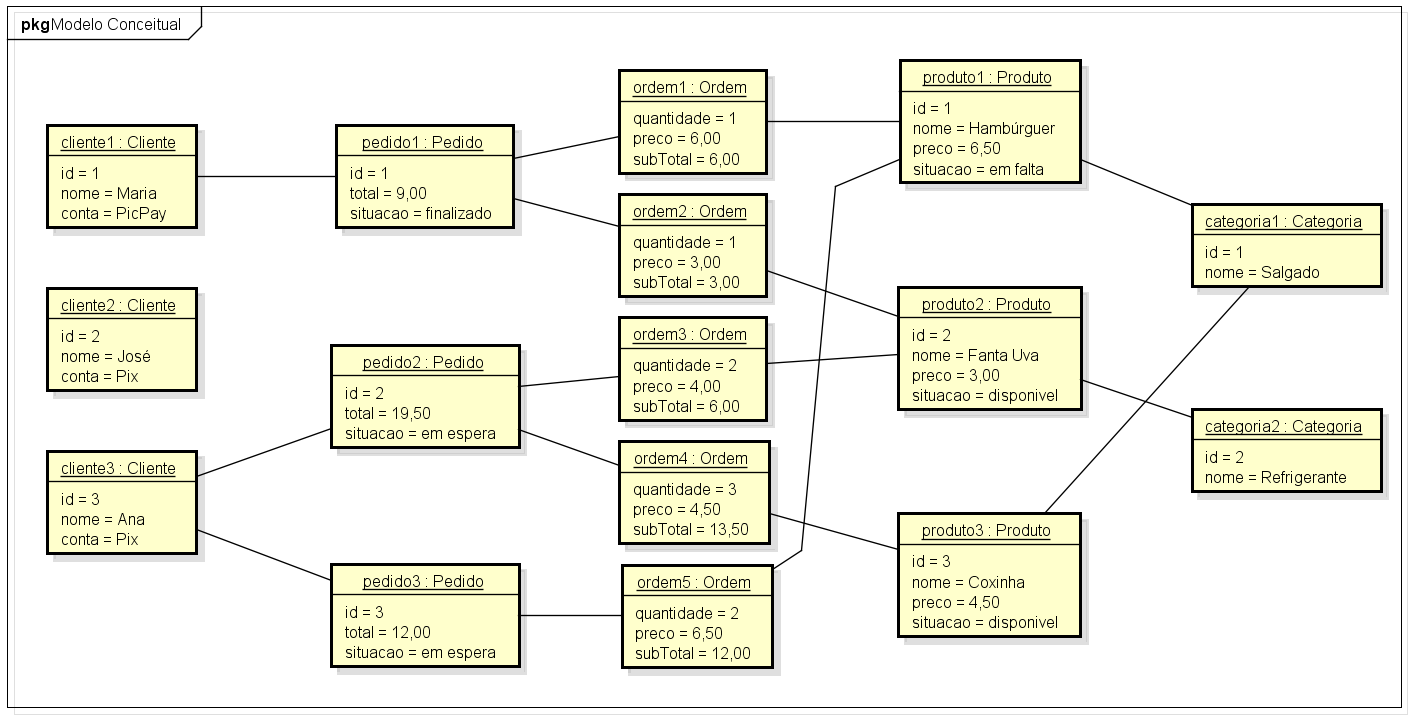 pkg Modelo Conceitual
cliente1 : Cliente
id = 1
nome = Maria
conta = PicPay
cliente2 : Cliente
id = 2
nome = José
conta = Pix
cliente3 : Cliente
id = 3
nome = Ana
conta = Pix
pedido1 : Pedido
id = 1
total = 9,00
situacao = finalizado
pedido2 : Pedido
id = 2
total = 19,50
situacao = em espera
pedido3 : Pedido
id = 3
total = 12,00
situacao = em espera
ordem1 : Ordem
quantidade = 1
preco = 6,00
subTotal = 6,00
ordem2 : Ordem
quantidade = 1
preco = 3,00
subTotal = 3,00
ordem3 : Ordem
quantidade = 2
preco = 4,00
subTotal = 6,00
ordem4 : Ordem
quantidade = 3
preco = 4,50
subTotal = 13,50
ordem5 : Ordem
quantidade = 2
preco = 6,50
subTotal = 12,00
produto1 : Produto
id = 1
nome = Hambúrguer
preco = 6,50
situacao = em falta
produto2 : Produto
id = 2
nome = Fanta Uva
preco = 3,00
situacao = disponivel
produto3 : Produto
id = 3
nome = Coxinha
preco = 4,50
situacao = disponivel
categoria1 : Categoria
id = 1
nome = Salgado
categoria2 : Categoria
id = 2
nome = Refrigerante